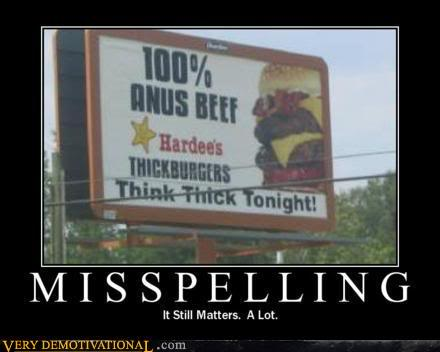 100%
ANUS BEEF
Hardee's
THICKBURGERS
Think Thick Tonight!
MISSPELLING
It Still Matters. A Lot.
VERY DEMOTIVATIONAL.com